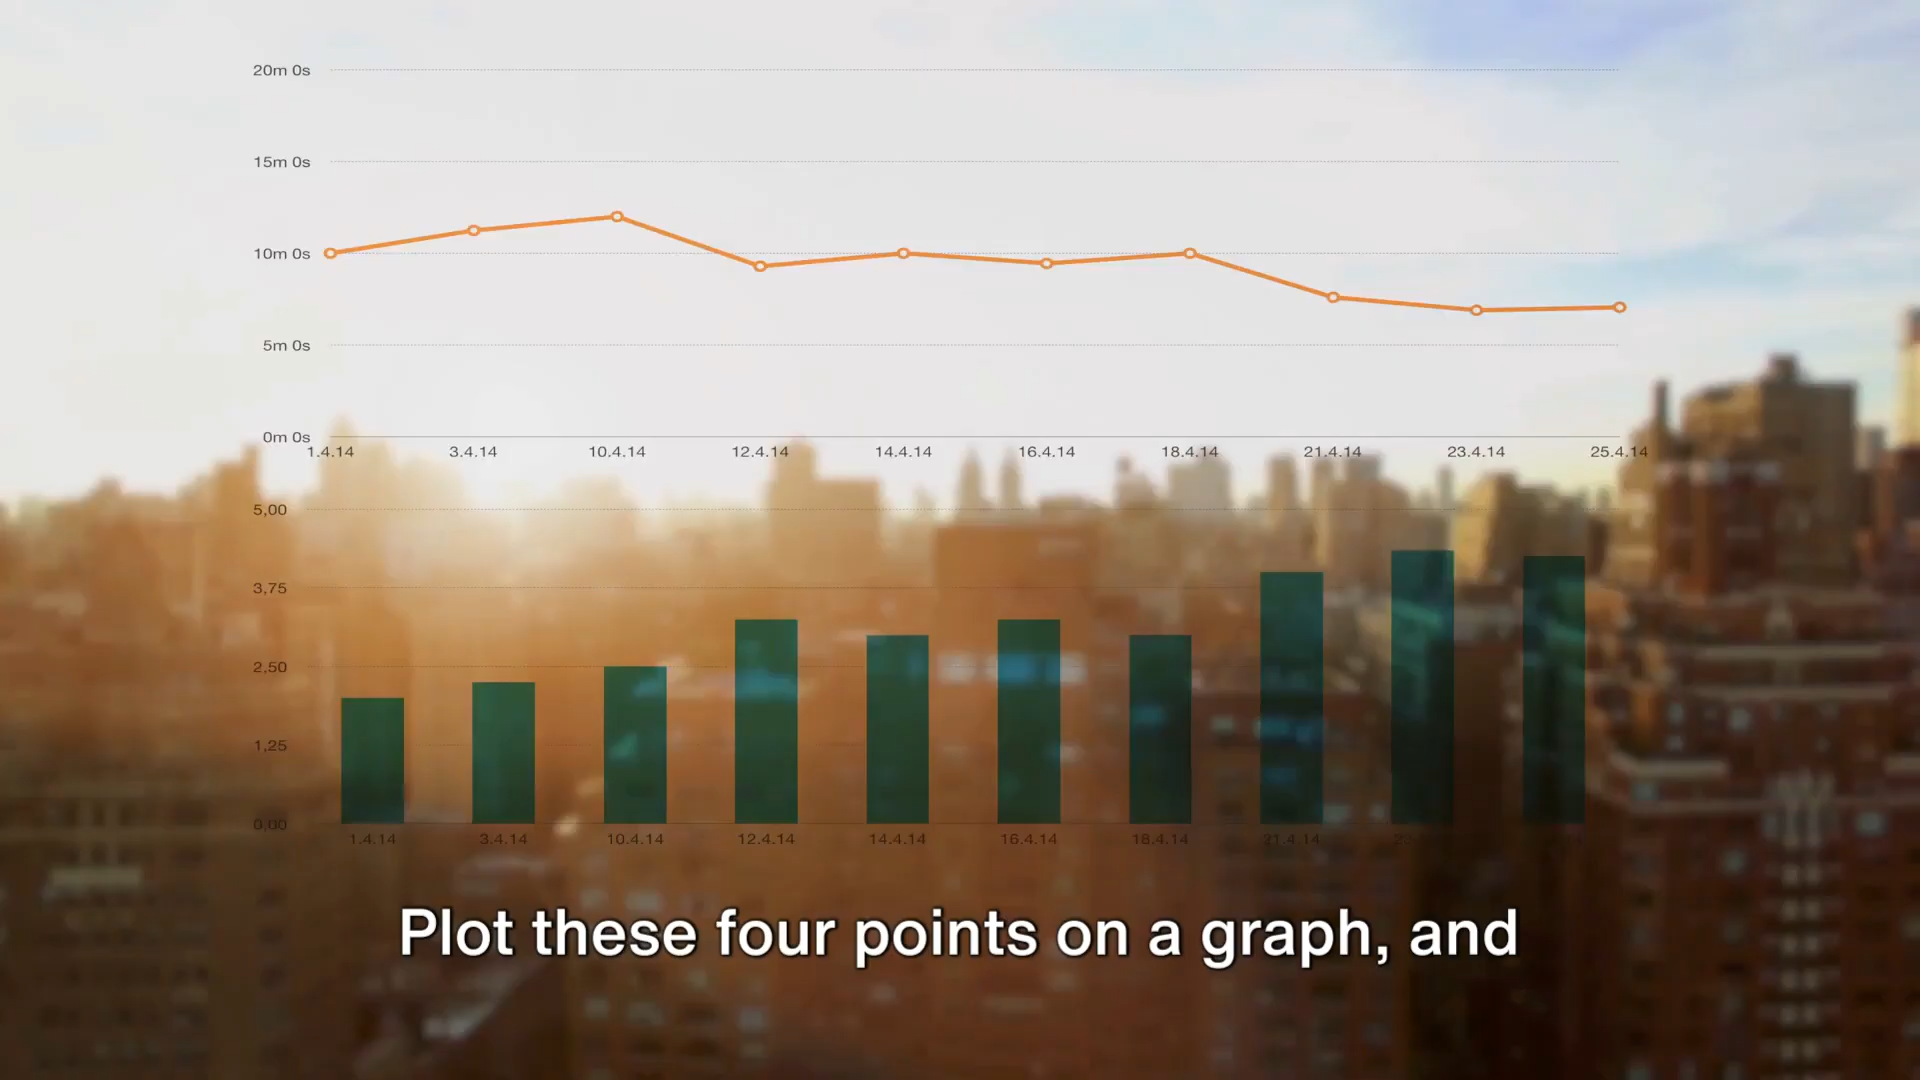 20m 0s
15m 0s
10m 0s
5m 0s
0m 0s
1.4.14 3.4.14 10.4.14 12.4.14 14.4.14 16.4.14 18.4.14 21.4.14 23.4.14 25.4.14
5,00
3,75
2,50
1,25
0,00
1.4.14 3.4.14 10.4.14 12.4.14 14.4.14 16.4.14 18.4.14 21.4.14
Plot these four points on a graph, and